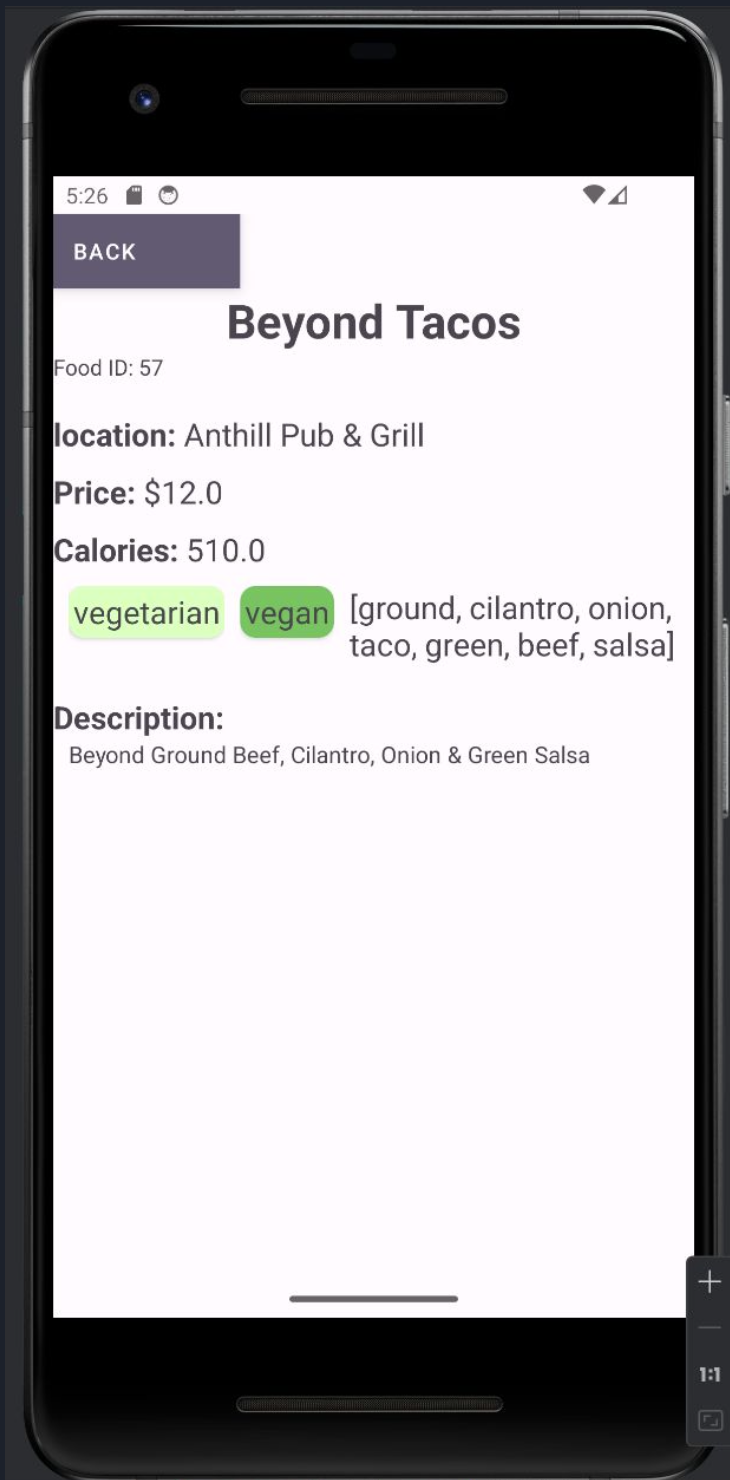 5:26
BACK
Beyond Tacos
Food ID: 57
location: Anthill Pub & Grill
Price: $12.0
Calories: 510.0
vegetarian vegan [ground, cilantro, onion,
taco, green, beef, salsa]
Description:
Beyond Ground Beef, Cilantro, Onion & Green Salsa
1:1